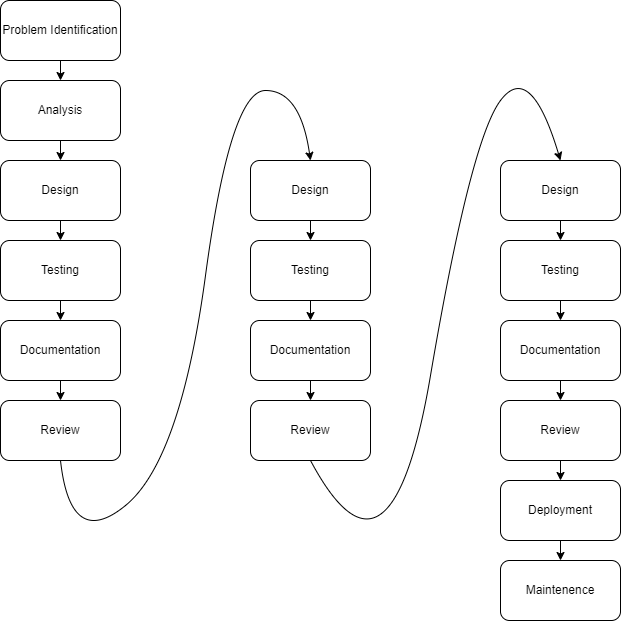 Problem Identification
Analysis
Design
Testing
Documentation
Review
Design
Testing
Documentation
Review
Design
Testing
Documentation
Review
Deployment
Maintenence